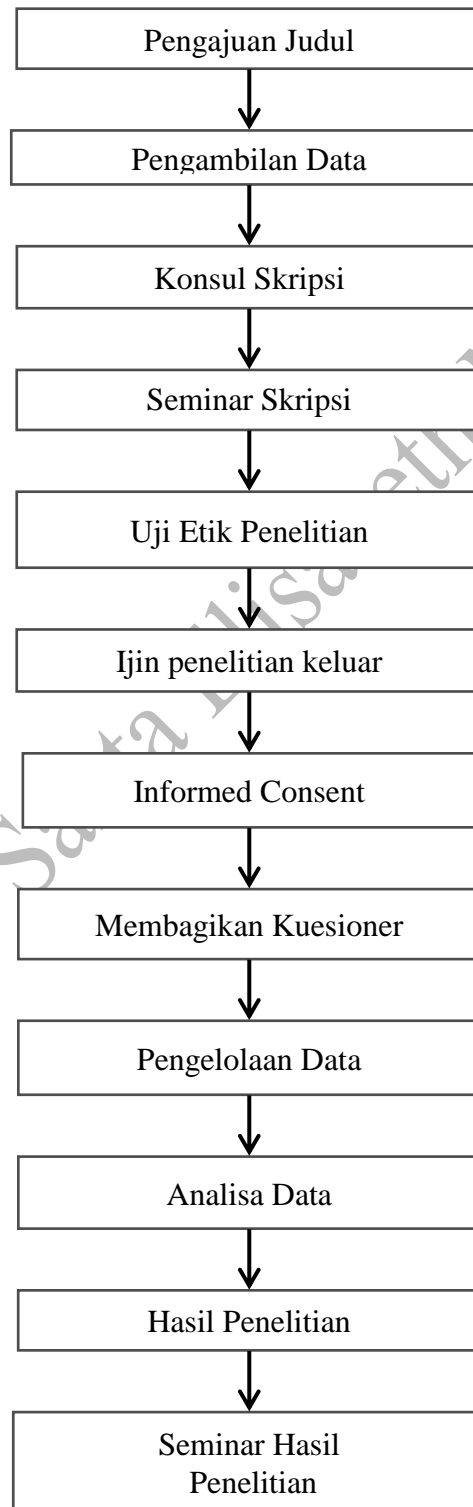 Pengajuan Judul
Pengambilan Data
Konsul Skripsi
Seminar Skripsi
Uji Etik Penelitian
Ijin penelitian keluar
Informed Consent
Membagikan Kuesioner
Pengelolaan Data
Analisa Data
Hasil Penelitian
Seminar Hasil
Penelitian